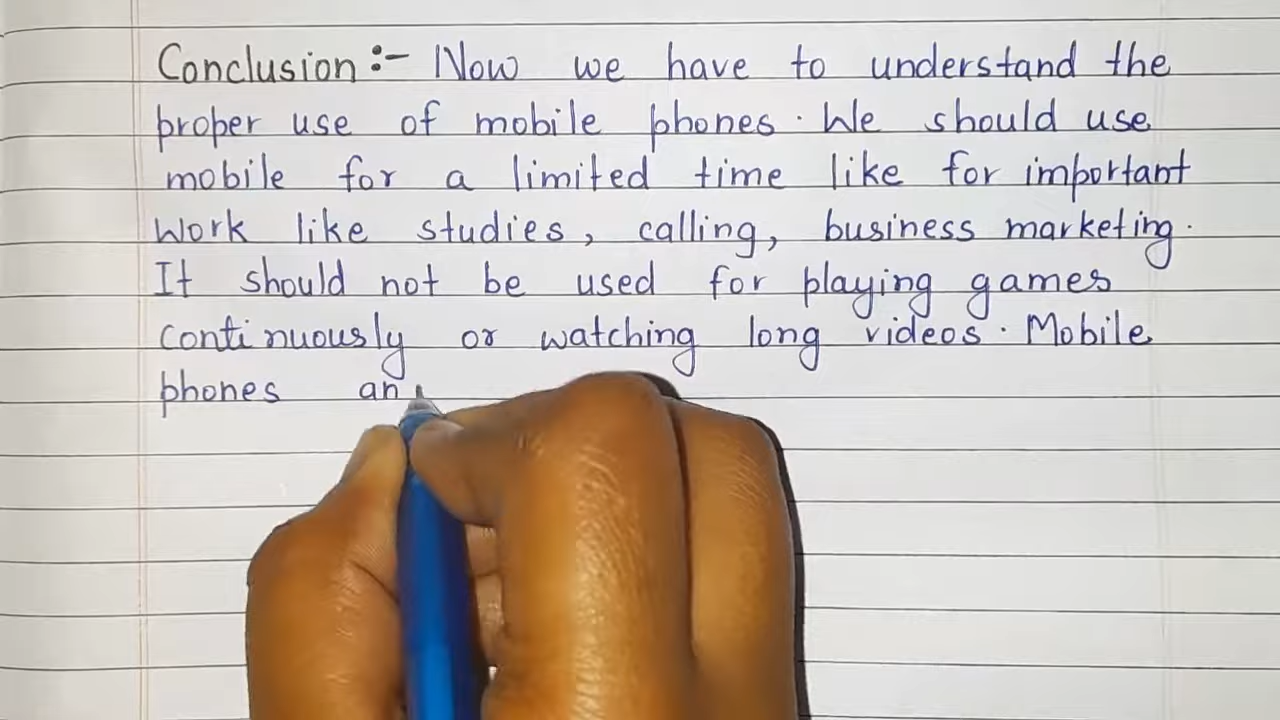 Conclusion :- Now we have to understand the
proper use of mobile phones. We should use
mobile for a limited time like for important
work like studies, calling, business marketing.
It should not be used for playing games
continuously or watching long videos. Mobile
phones an